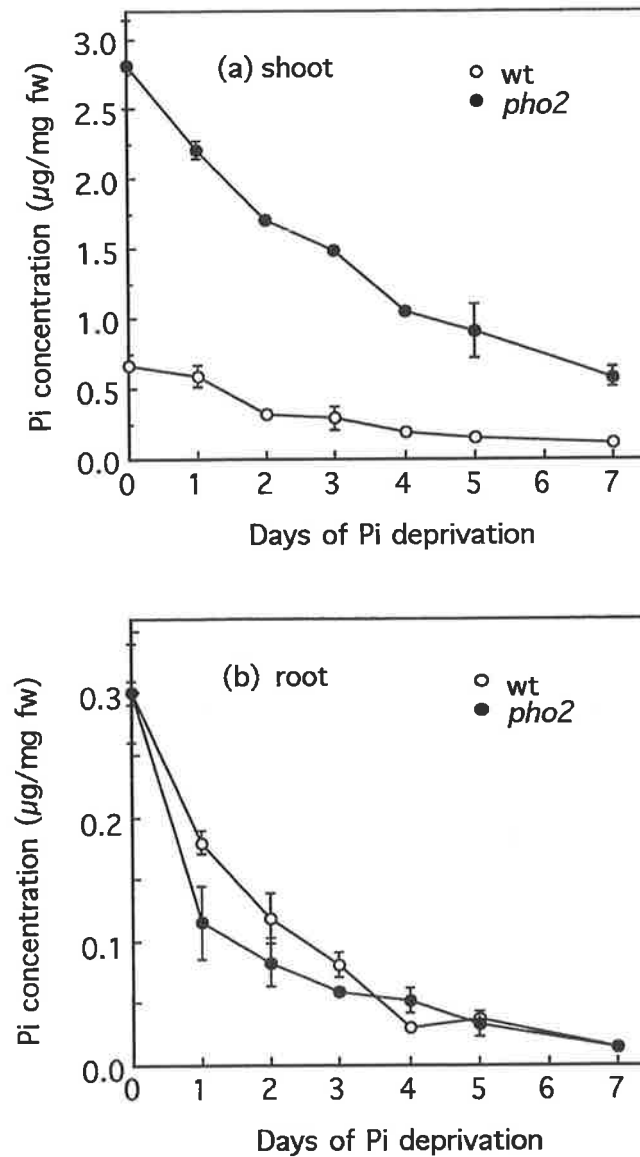 3.0
(a) shoot
wt
pho2
2.5
2.0
1.5
1.0
0.5
0.0
Pi concentration (μg/mg fw)
0 1 2 3 4 5 6 7
Days of Pi deprivation
(b) root
wt
pho2
0.3
0.2
0.1
0.0
Pi concentration (μg/mg fw)
0 1 2 3 4 5 6 7
Days of Pi deprivation